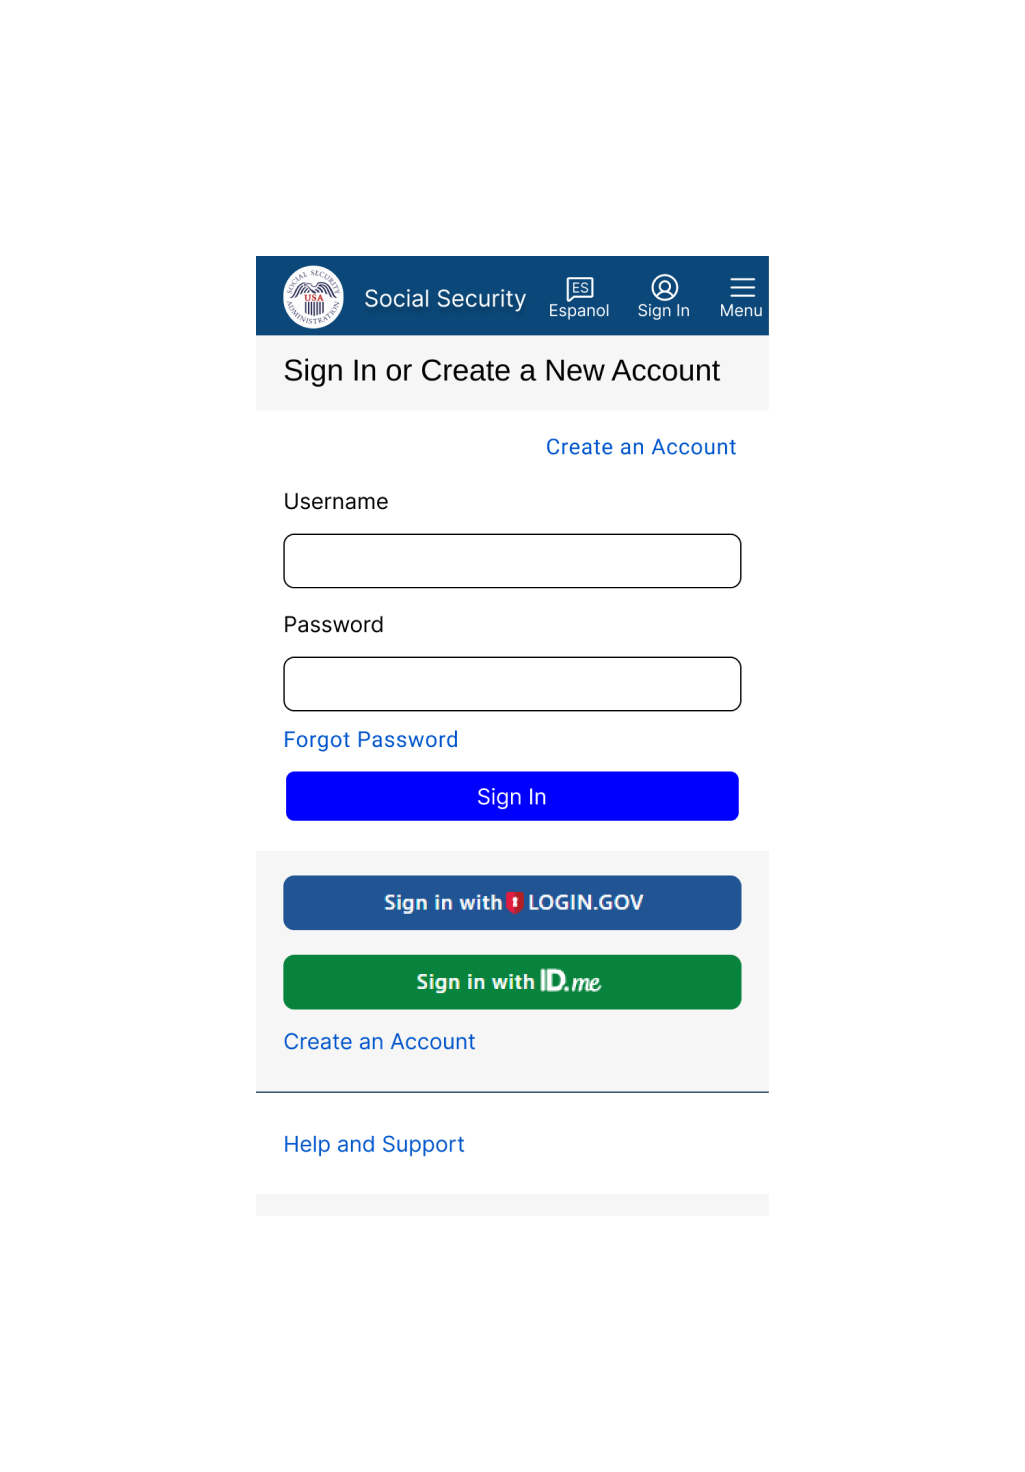 SOCIAL SECURITY ADMINISTRATION
USA
Social Security
ES
Espanol
Sign In
Menu
Sign In or Create a New Account
Create an Account
Username
Password
Forgot Password
Sign In
Sign in with LOGIN.GOV
Sign in with ID.me
Create an Account
Help and Support